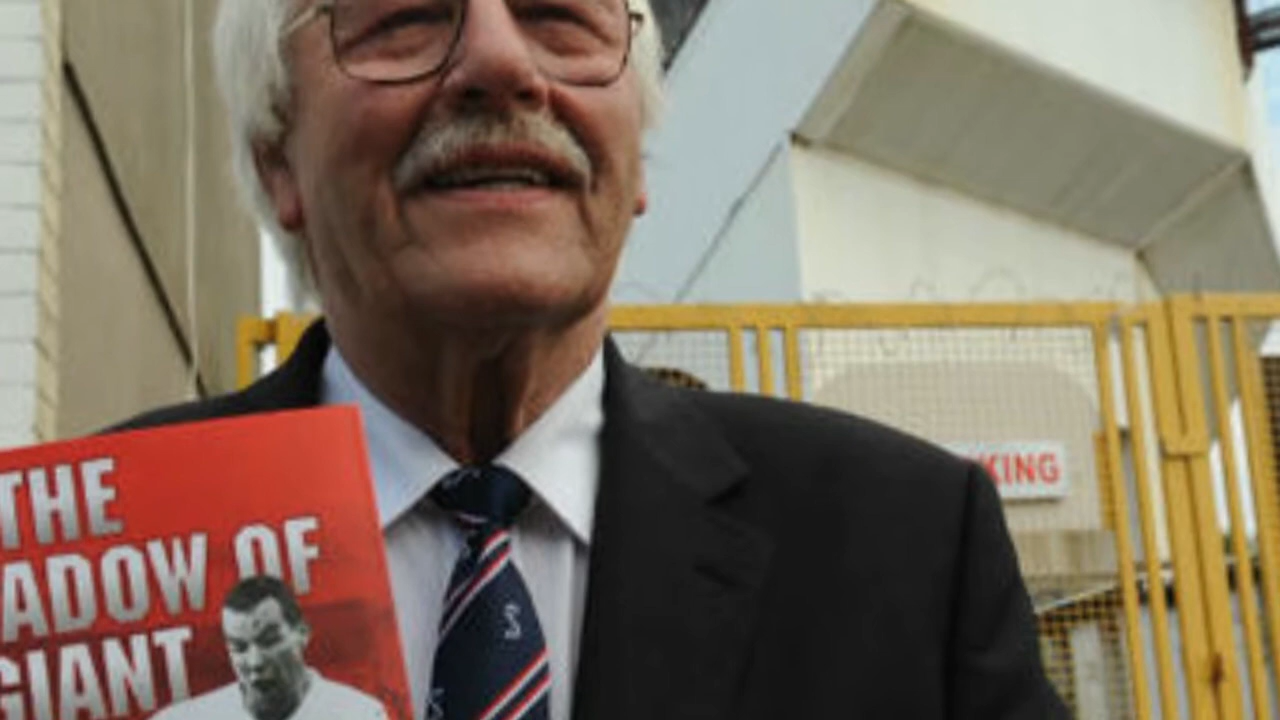 THE
ADOW OF
GIANT
KING
S